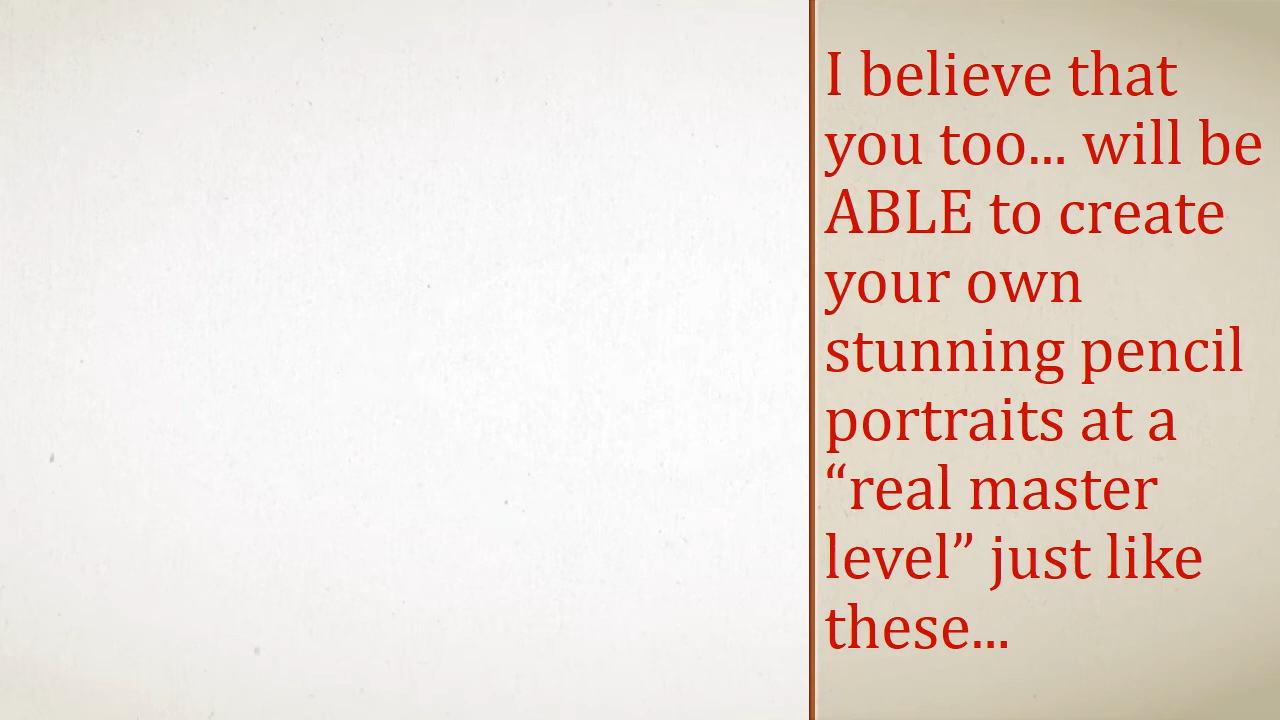 I believe that
you too... will be
ABLE to create
your own
stunning pencil
portraits at a
“real master
level” just like
these...